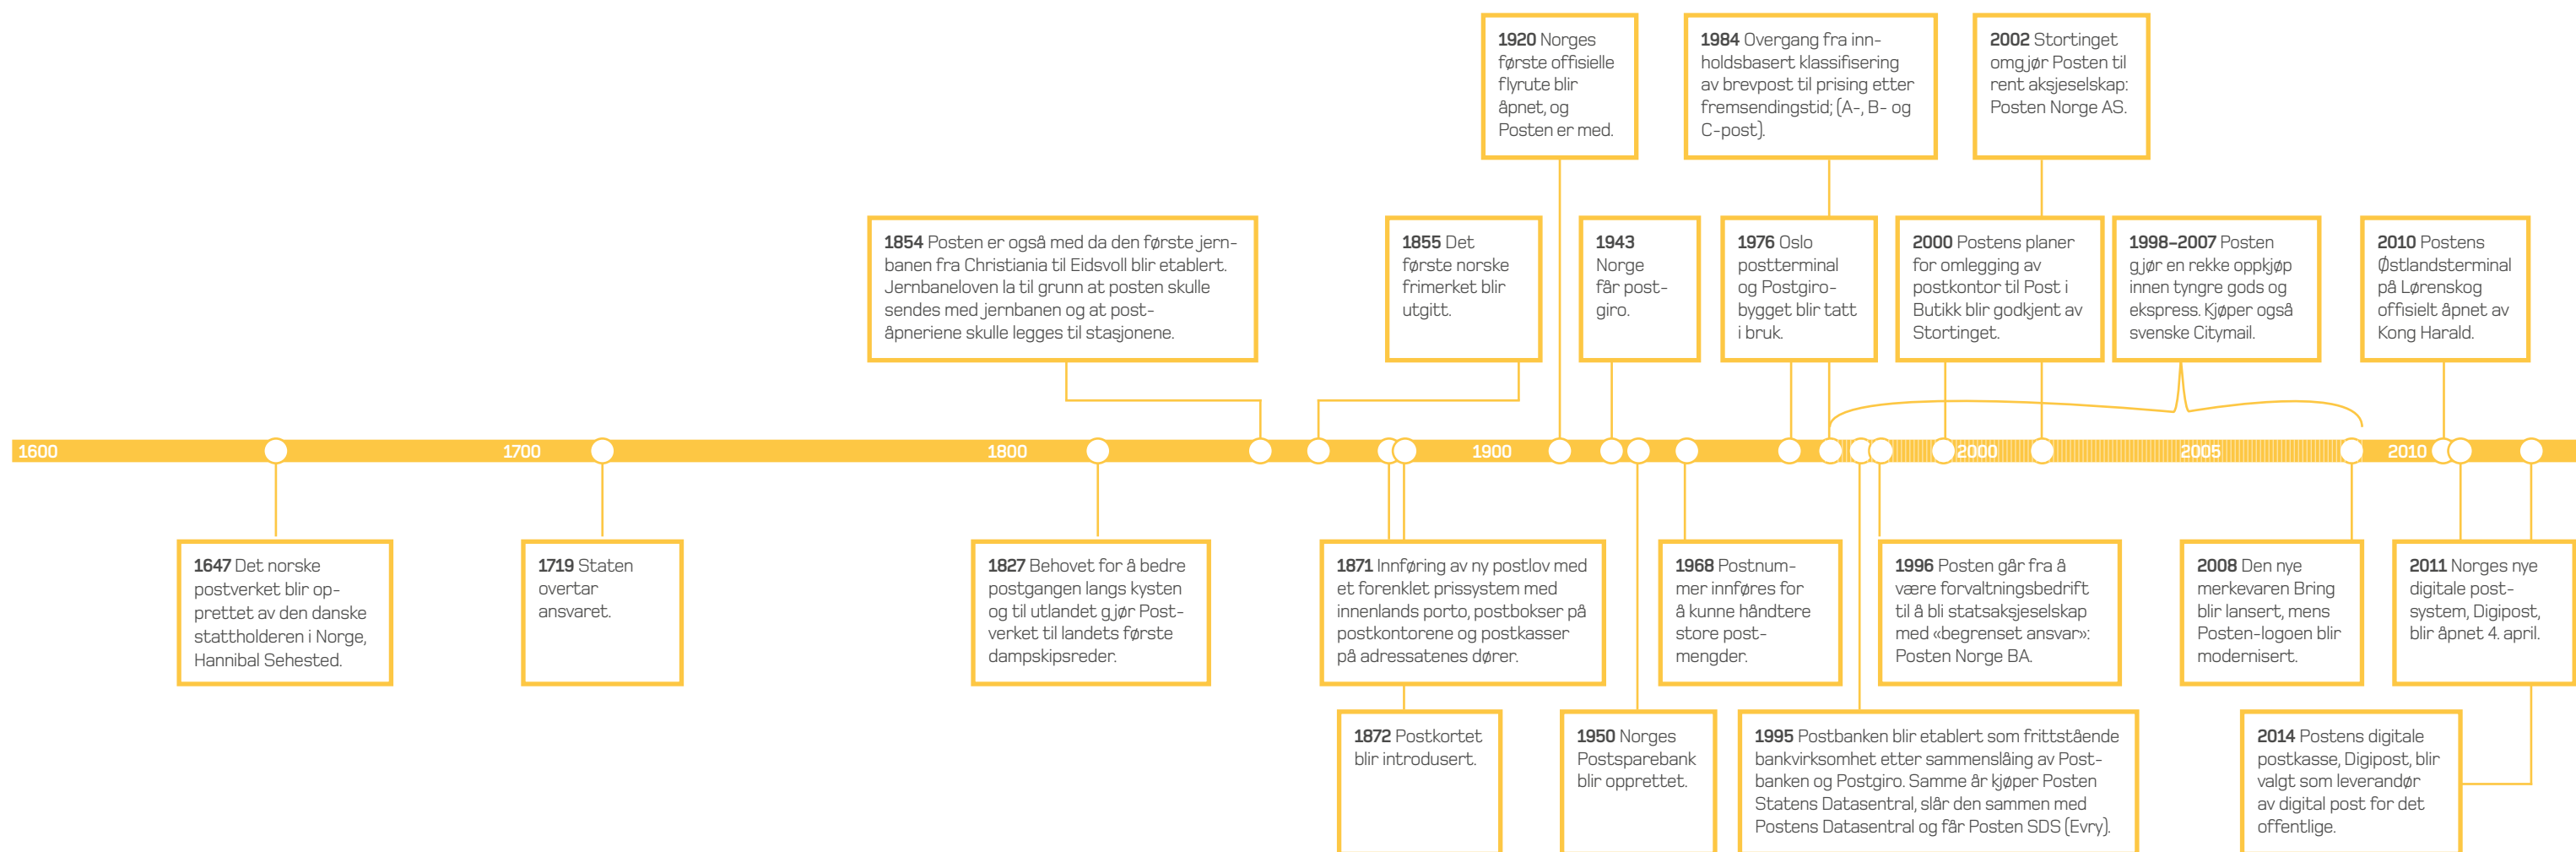 1920 Norges
første offisielle
flyrute blir
åpnet, og
Posten er med.
1984 Overgang fra inn-
holdsbasert klassifisering
av brevpost til prising etter
fremsendingstid; (A-, B- og
C-post).
2002 Stortinget
omgjør Posten til
rent aksjeselskap:
Posten Norge AS.
1854 Posten er også med da den første jern-
banen fra Christiania til Eidsvoll blir etablert.
Jernbaneloven la til grunn at posten skulle
sendes med jernbanen og at post-
åpneriene skulle legges til stasjonene.
1855 Det
første norske
frimerket blir
utgitt.
1943
Norge
får post-
giro.
1976 Oslo
postterminal
og Postgiro-
bygget blir tatt
i bruk.
2000 Postens planer
for omlegging av
postkontor til Post i
Butikk blir godkjent av
Stortinget.
1998–2007 Posten
gjør en rekke oppkjøp
innen tyngre gods og
ekspress. Kjøper også
svenske Citymail.
2010 Postens
Østlandsterminal
på Lørenskog
offisielt åpnet av
Kong Harald.
1600 1700 1800 1900 2000 2005 2010
1647 Det norske
postverket blir op-
prettet av den danske
stattholderen i Norge,
Hannibal Sehested.
1719 Staten
overtar
ansvaret.
1827 Behovet for å bedre
postgangen langs kysten
og til utlandet gjør Post-
verket til landets første
dampskipsreder.
1871 Innføring av ny postlov med
et forenklet prissystem med
innenlands porto, postbokser på
postkontorene og postkasser
på adressatenes dører.
1968 Postnum-
mer innføres for
å kunne håndtere
store post-
mengder.
1996 Posten går fra å
være forvaltningsbedrift
til å bli statsaksjeselskap
med «begrenset ansvar»:
Posten Norge BA.
2008 Den nye
merkevaren Bring
blir lansert, mens
Posten-logoen blir
modernisert.
2011 Norges nye
digitale post-
system, Digipost,
blir åpnet 4. april.
1872 Postkortet
blir introdusert.
1950 Norges
Postsparebank
blir opprettet.
1995 Postbanken blir etablert som frittstående
bankvirksomhet etter sammenslåing av Post-
banken og Postgiro. Samme år kjøper Posten
Statens Datasentral, slår den sammen med
Postens Datasentral og får Posten SDS (Evry).
2014 Postens digitale
postkasse, Digipost, blir
valgt som leverandør
av digital post for det
offentlige.